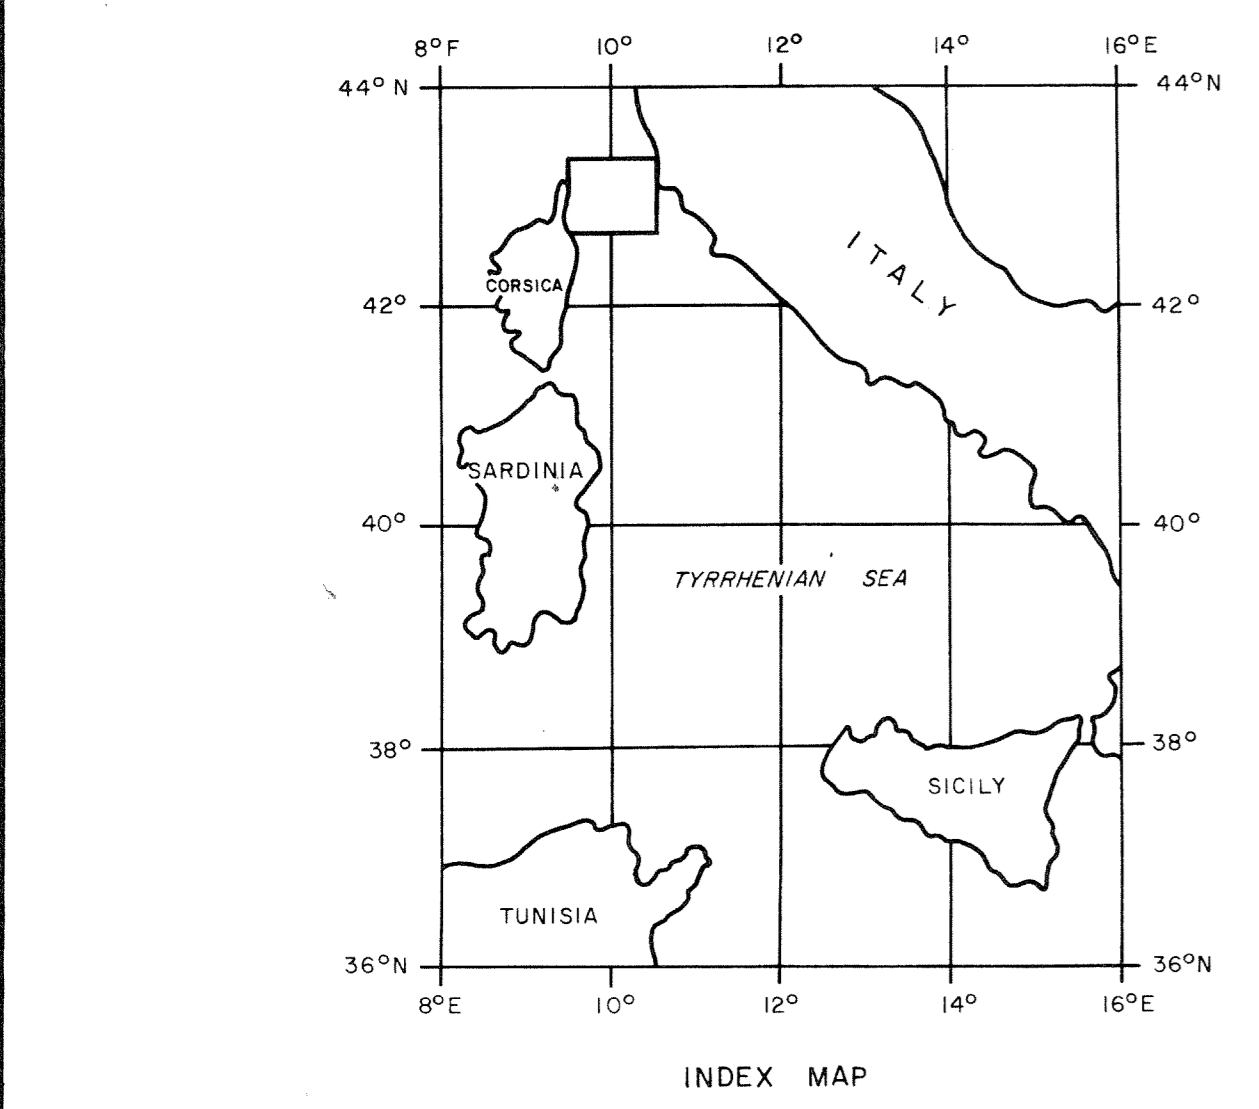 8°F 10° 12° 14° 16°E
44°N 44°N
ITALY
CORSICA
42° 42°
SARDINIA
40° 40°
TYRRHENIAN SEA
38° 38°
SICILY
TUNISIA
36°N 36°N
8°E 10° 12° 14° 16°E
INDEX MAP